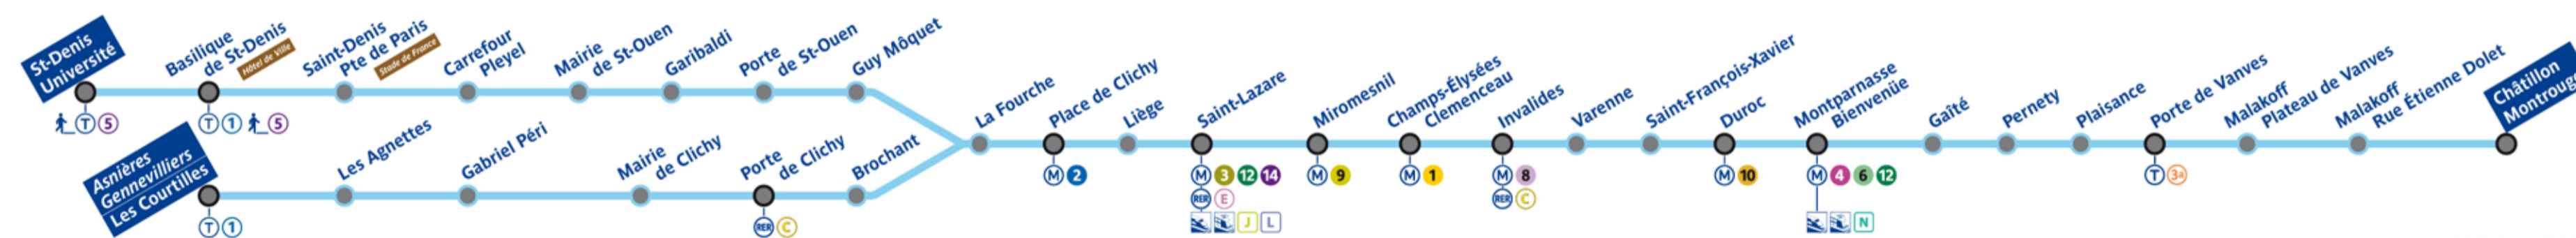 St-Denis
Université
T 5
Basilique
de St-Denis
Hôtel de Ville
T 1 5
Saint-Denis
Pte de Paris
Stade de France
Carrefour
Pleyel
Mairie
de St-Ouen
Garibaldi
Porte
de St-Ouen
Guy Môquet
Asnières
Gennevilliers
Les Courtilles
T 1
Les Agnettes
Gabriel Péri
Mairie
de Clichy
Porte
de Clichy
RER C
Brochant
La Fourche
Place de Clichy
M 2
Liège
Saint-Lazare
M 3 12 14
RER E
J L
Miromesnil
M 9
Champs-Élysées
Clemenceau
M 1
Invalides
M 8
RER C
Varenne
Saint-François-Xavier
Duroc
M 10
Montparnasse
Bienvenüe
M 4 6 12
N
Gaîté
Pernety
Plaisance
Porte de Vanves
T 3a
Malakoff
Plateau de Vanves
Malakoff
Rue Étienne Dolet
Châtillon
Montroug